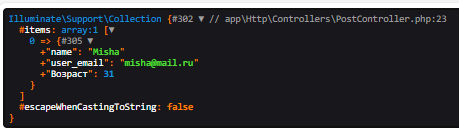 Illuminate\Support\Collection {#302 ▼ // app\Http\Controllers\PostController.php:23
#items: array:1 [▼
0 => {#305 ▼
+"name": "Misha"
+"user_email": "misha@mail.ru"
+"Возраст": 31
}
]
#escapeWhenCastingToString: false
}